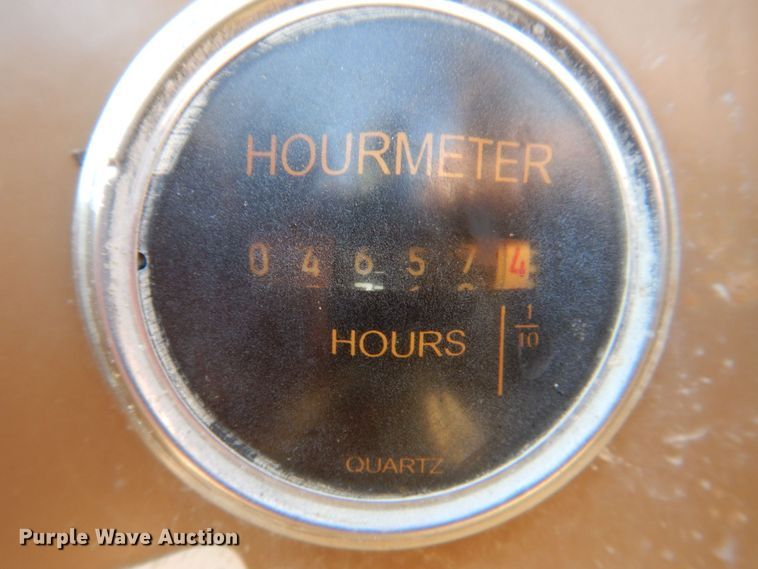 HOURMETER
0 4 6 5 7 4
HOURS 1/10
QUARTZ
Purple Wave Auction